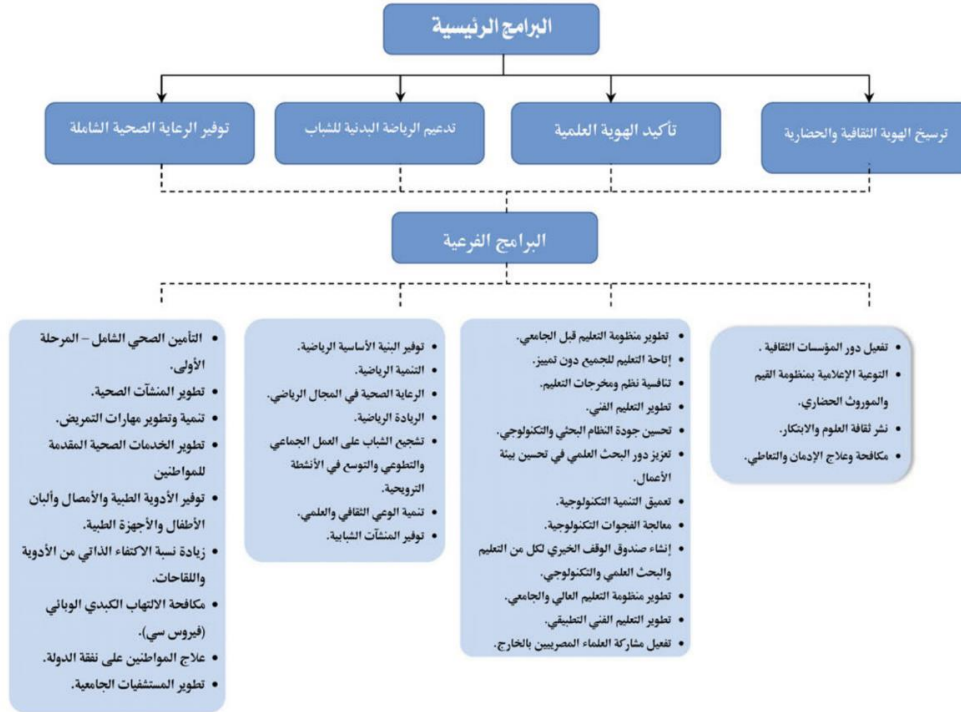 البرامج الرئيسية
ترسيخ الهوية الثقافية والحضارية
تأكيد الهوية العلمية
تدعيم الرياضة البدنية للشباب
توفير الرعاية الصحية الشاملة
البرامج الفرعية
• تفعيل دور المؤسسات الثقافية .
• التوعية الإعلامية بمنظومة القيم
والموروث الحضاري.
• نشر ثقافة العلوم والابتكار.
• مكافحة وعلاج الإدمان والتعاطي.
• تطوير منظومة التعليم قبل الجامعي.
• إتاحة التعليم للجميع دون تمييز.
• تنافسية نظم ومخرجات التعليم.
• تطوير التعليم الفني.
• تحسين جودة النظام البحثي والتكنولوجي.
• تعزيز دور البحث العلمي في تحسين بيئة
الأعمال.
• تعميق التنمية التكنولوجية.
• معالجة الفجوات التكنولوجية.
• إنشاء صندوق الوقف الخيري لكل من التعليم
والبحث العلمي والتكنولوجي.
• تطوير منظومة التعليم العالي والجامعي.
• تطوير التعليم الفني التطبيقي.
• تفعيل مشاركة العلماء المصريين بالخارج.
• توفير البنية الأساسية الرياضية.
• التنمية الرياضية.
• الرعاية الصحية في المجال الرياضي.
• الريادة الرياضية.
• تشجيع الشباب على العمل الجماعي
والتطوعي والتوسع في الأنشطة
الترويحية.
• تنمية الوعي الثقافي والعلمي.
• توفير المنشآت الشبابية.
• التأمين الصحي الشامل – المرحلة
الأولى.
• تطوير المنشآت الصحية.
• تنمية وتطوير مهارات التمريض.
• تطوير الخدمات الصحية المقدمة
للمواطنين
• توفير الأدوية الطبية والأمصال وألبان
الأطفال والأجهزة الطبية.
• زيادة نسبة الاكتفاء الذاتي من الأدوية
واللقاحات.
• مكافحة الالتهاب الكبدي الوبائي
(فيروس سي).
• علاج المواطنين على نفقة الدولة.
• تطوير المستشفيات الجامعية.